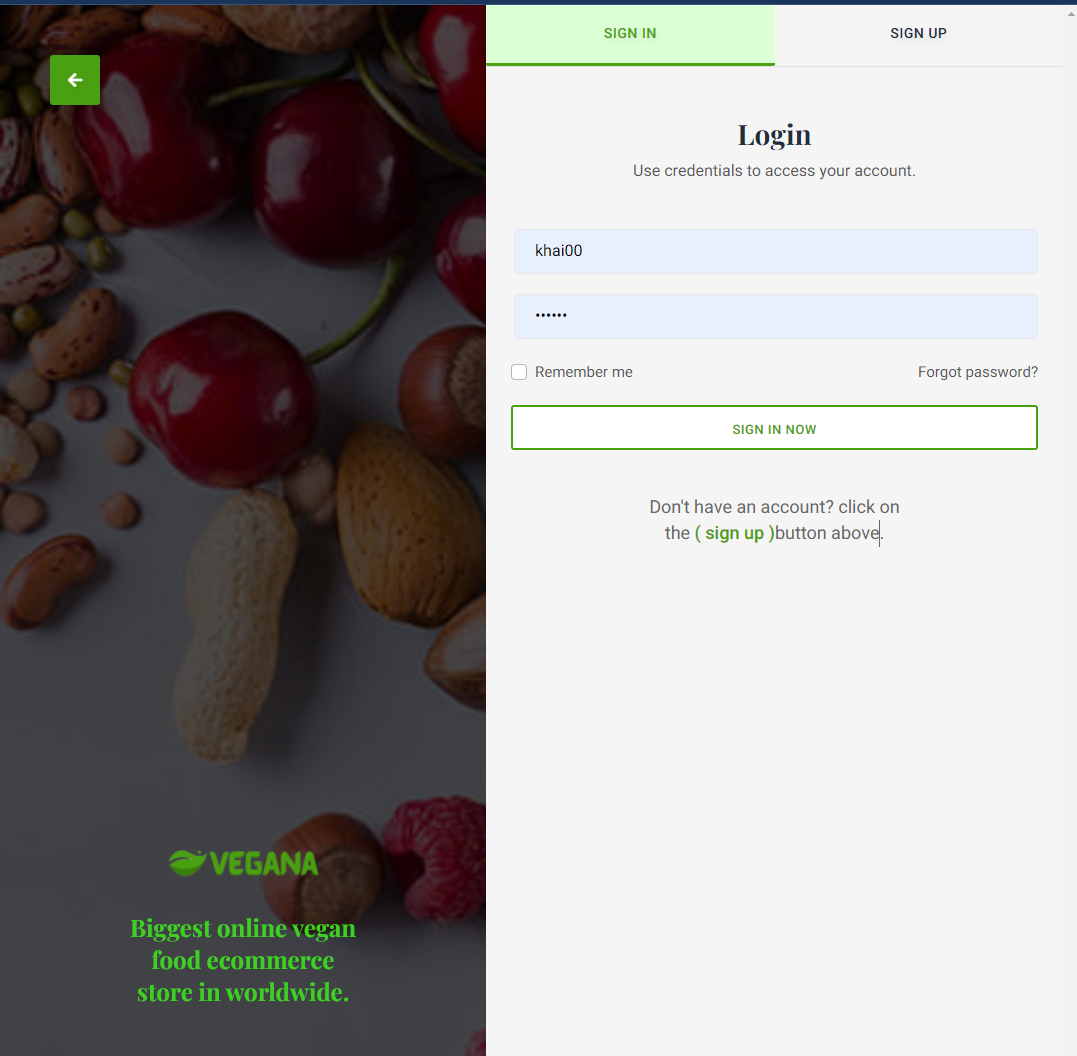 SIGN IN
SIGN UP
Login
Use credentials to access your account.
khai00
••••••
Remember me
Forgot password?
SIGN IN NOW
Don't have an account? click on
the ( sign up )button above.
VEGANA
Biggest online vegan
food ecommerce
store in worldwide.